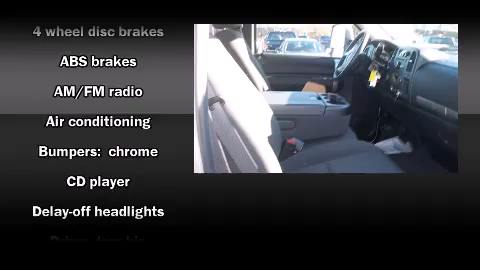 4 wheel disc brakes
ABS brakes
AM/FM radio
Air conditioning
Bumpers: chrome
CD player
Delay-off headlights